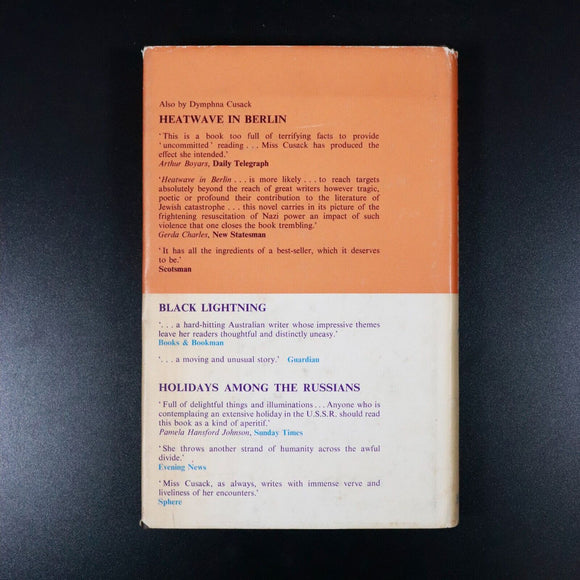 Also by Dymphna Cusack
HEATWAVE IN BERLIN
'This is a book too full of terrifying facts to provide
'uncommitted' reading . . . Miss Cusack has produced the
effect she intended.'
Arthur Boyars, Daily Telegraph
'Heatwave in Berlin . . . is more likely . . . to reach targets
absolutely beyond the reach of great writers however tragic,
poetic or profound their contribution to the literature of
Jewish catastrophe . . . this novel carries in its picture of the
frightening resuscitation of Nazi power an impact of such
violence that one closes the book trembling.'
Gerda Charles, New Statesman
'It has all the ingredients of a best-seller, which it deserves
to be.'
Scotsman
BLACK LIGHTNING
'. . . a hard-hitting Australian writer whose impressive themes
leave her readers thoughtful and distinctly uneasy.'
Books & Bookman
'. . . a moving and unusual story.' Guardian
HOLIDAYS AMONG THE RUSSIANS
'Full of delightful things and illuminations . . . Anyone who is
contemplating an extensive holiday in the U.S.S.R. should read
this book as a kind of aperitif.'
Pamela Hansford Johnson, Sunday Times
'She throws another strand of humanity across the awful
divide.'
Evening News
'Miss Cusack, as always, writes with immense verve and
liveliness of her encounters.'
Sphere